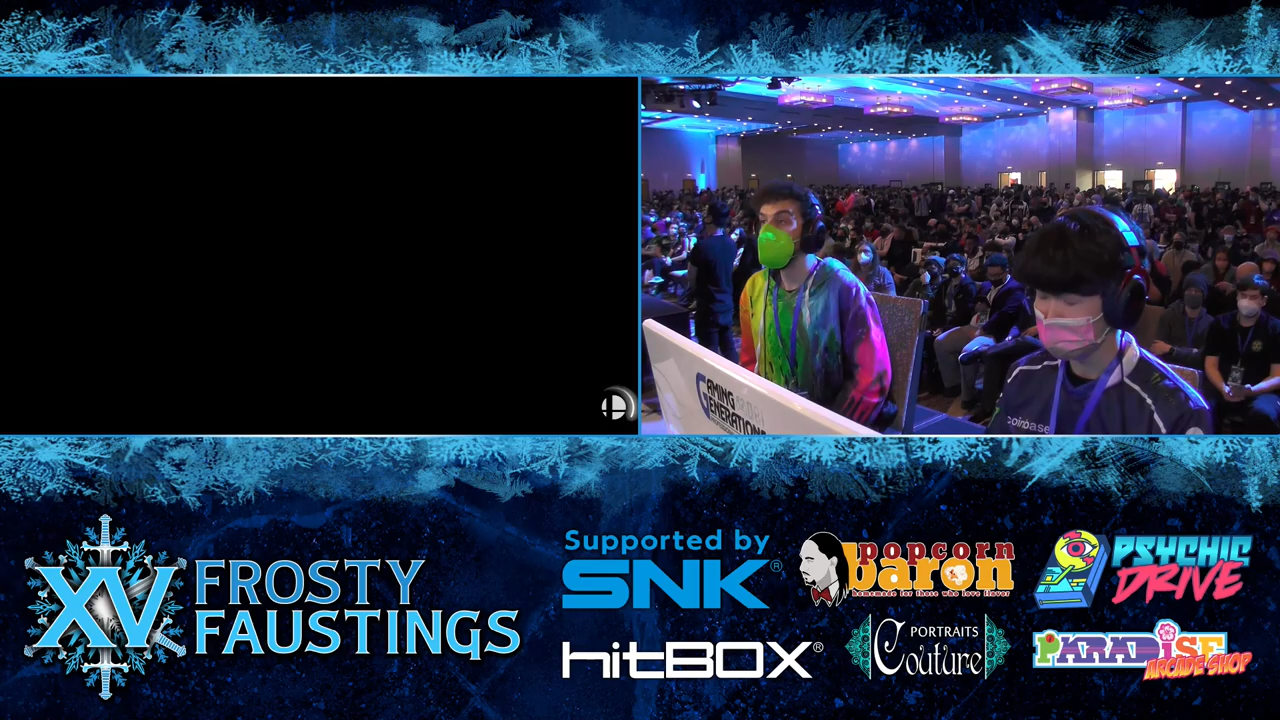 GAMING
GENERATIONS
coinbase
XV
FROSTY
FAUSTINGS
Supported by
SNK®
popcorn
baron
homemade for those who love flavor
PSYCHIC
DRIVE
hitBOX®
PORTRAITS
Couture
PARADISE
ARCADE SHOP